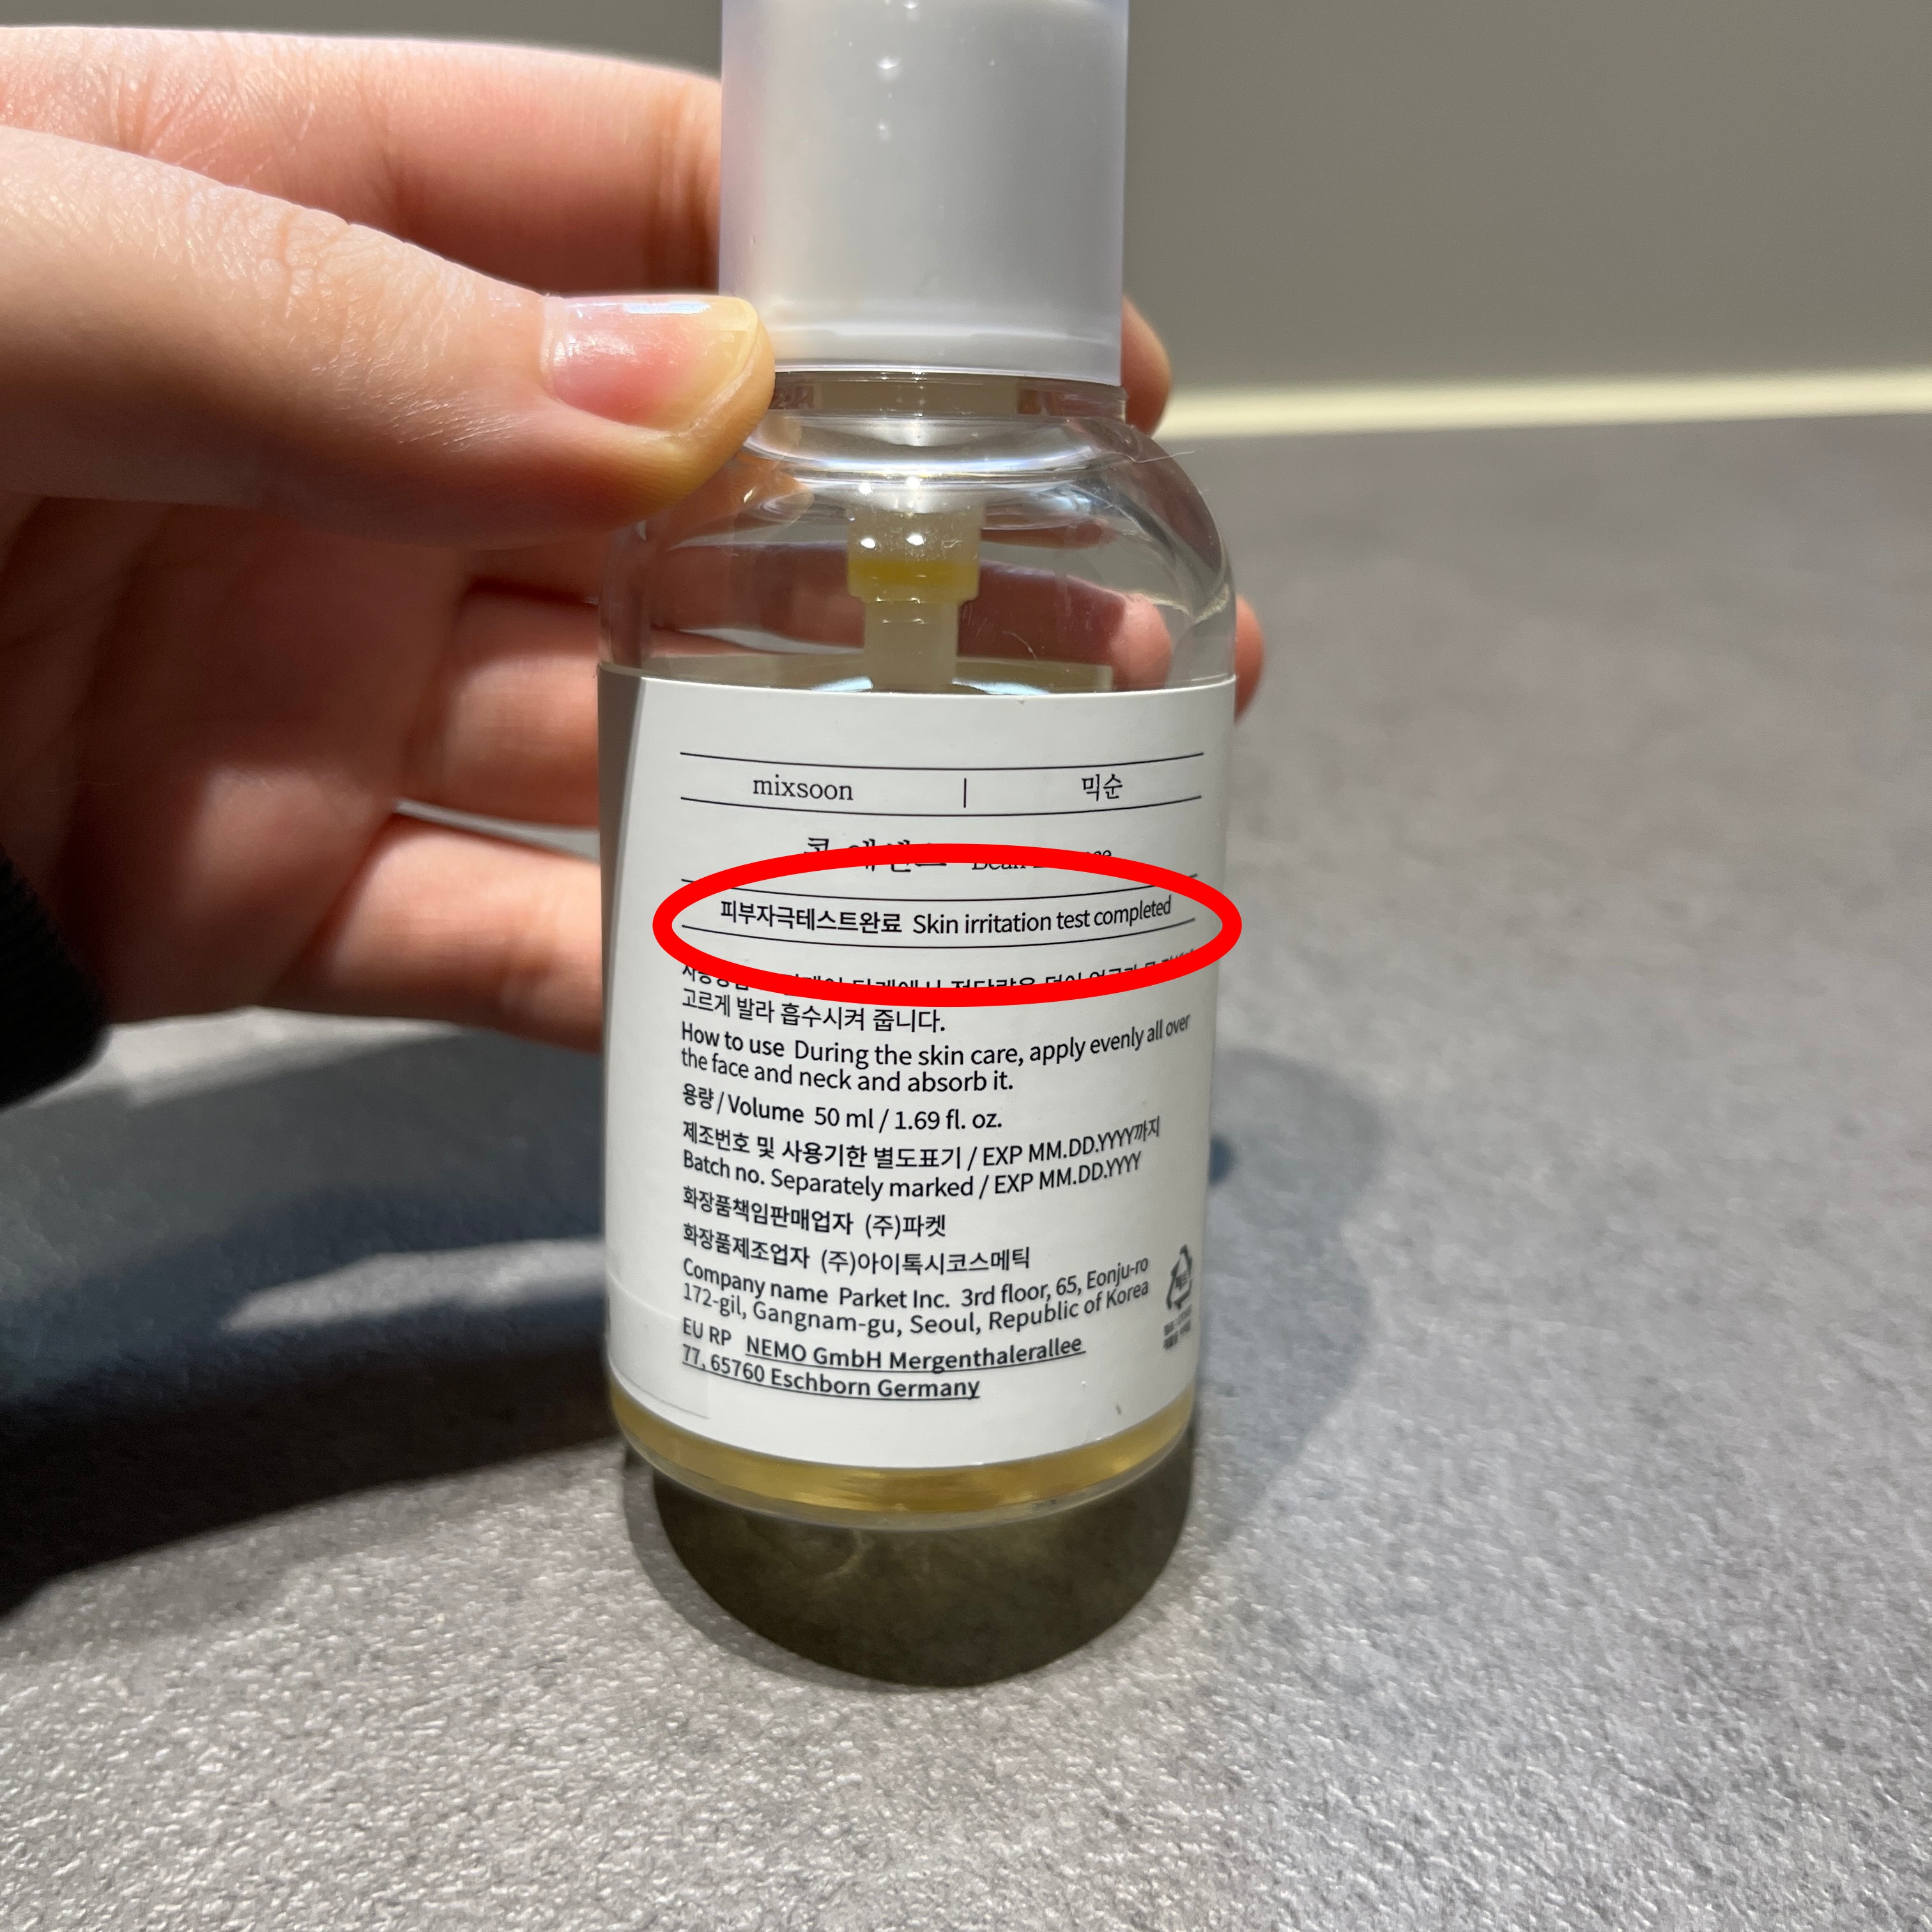 mixsoon | 믹순
피부자극테스트완료 Skin irritation test completed
고르게 발라 흡수시켜 줍니다.
How to use During the skin care, apply evenly all over
the face and neck and absorb it.
용량 / Volume 50 ml / 1.69 fl. oz.
제조번호 및 사용기한 별도표기 / EXP MM.DD.YYYY까지
Batch no. Separately marked / EXP MM.DD.YYYY
화장품책임판매업자 (주)파켓
화장품제조업자 (주)아이톡시코스메틱
Company name Parket Inc. 3rd floor, 65, Eonju-ro
172-gil, Gangnam-gu, Seoul, Republic of Korea
EU RP NEMO GmbH Mergenthalerallee
77, 65760 Eschborn Germany